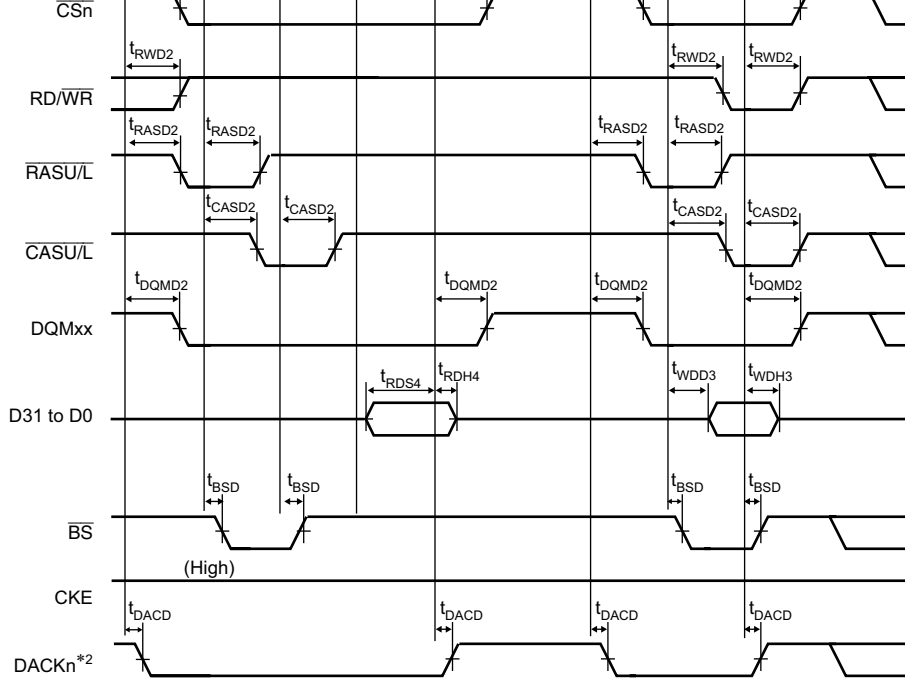 CSn
tRWD2 tRWD2 tRWD2
RD/WR
tRASD2 tRASD2 tRASD2 tRASD2
RASU/L
tCASD2 tCASD2 tCASD2 tCASD2
CASU/L
tDQMD2 tDQMD2 tDQMD2 tDQMD2
DQMxx
tRDS4 tRDH4 tWDD3 tWDH3
D31 to D0
tBSD tBSD tBSD tBSD
BS
(High)
CKE
tDACD tDACD tDACD tDACD
DACKn*2